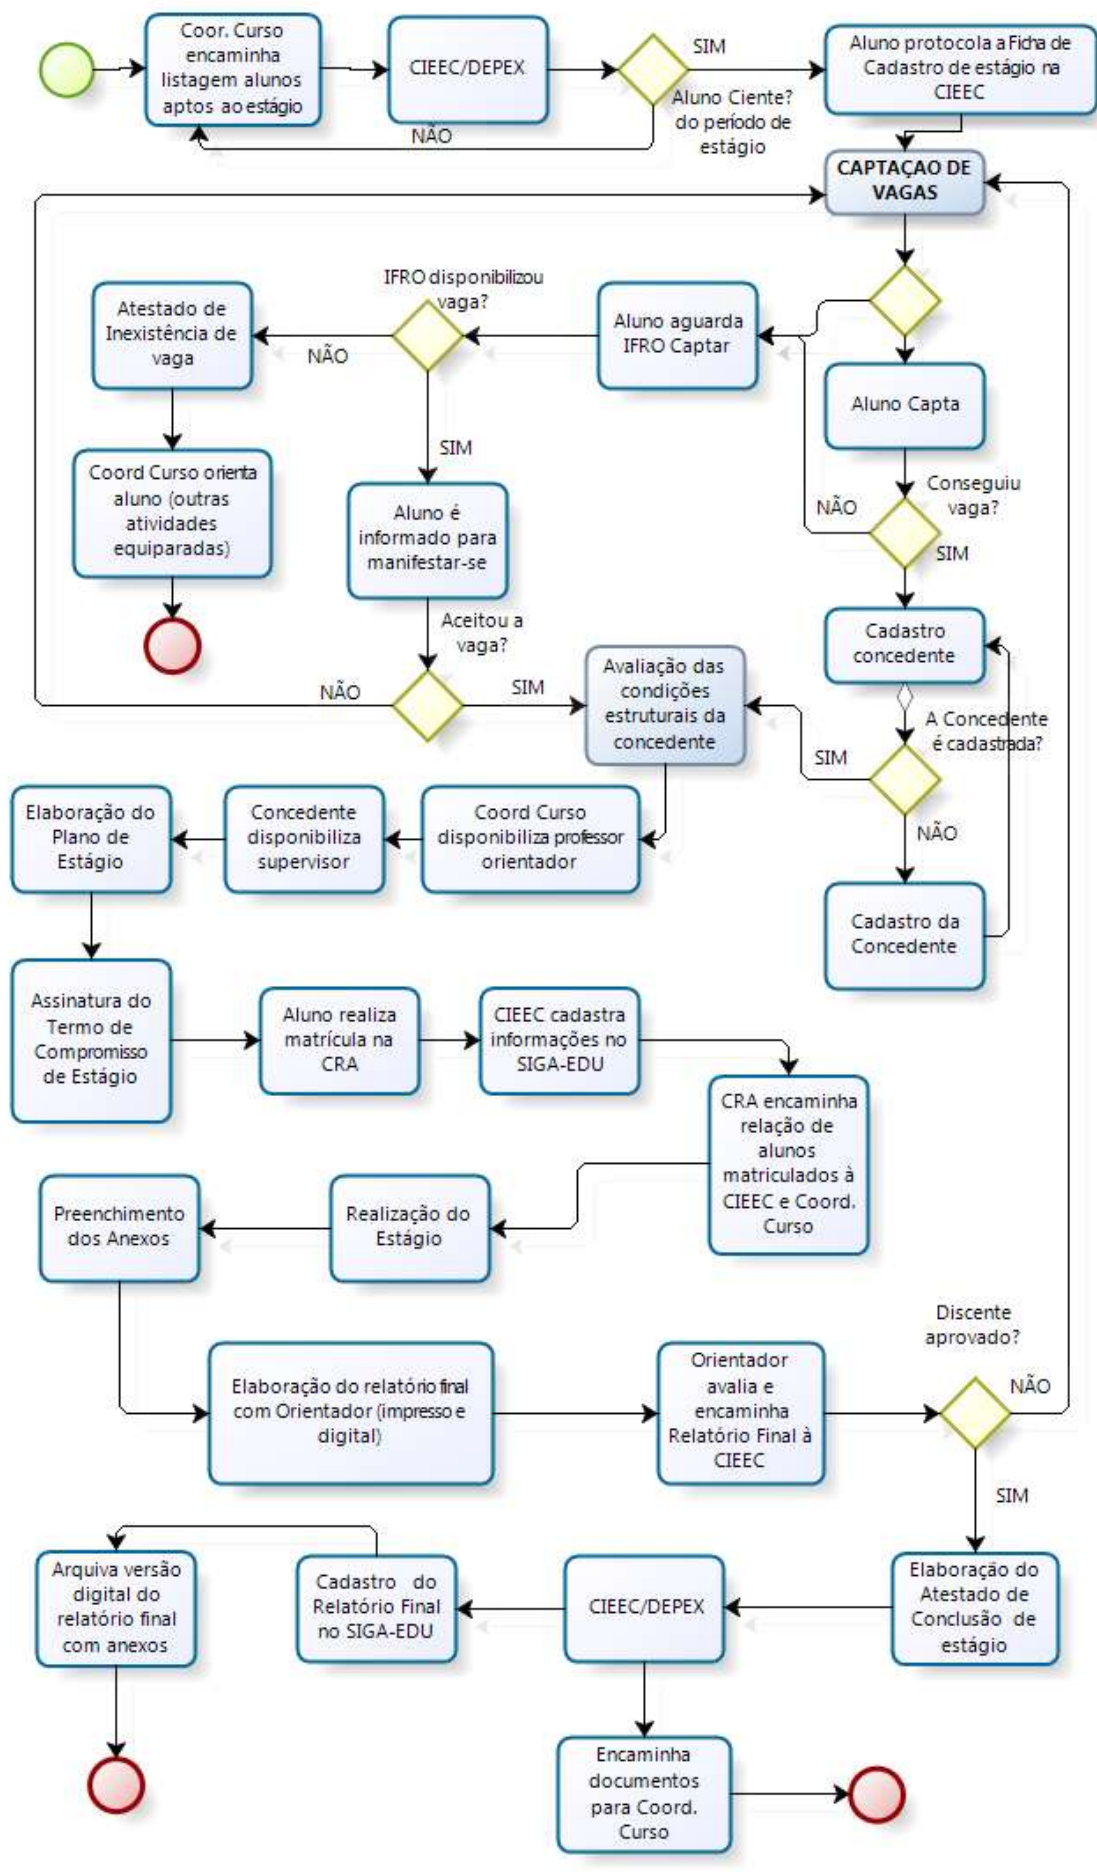 Coor. Curso
encaminha
listagem alunos
aptos ao estágio
CIEEC/DEPEX
SIM
Aluno Ciente?
do período de
estágio
NÃO
Aluno protocola a Ficha de
Cadastro de estágio na
CIEEC
CAPTAÇAO DE
VAGAS
IFRO disponibilizou
vaga?
Atestado de
Inexistência de
vaga
NÃO
Aluno aguarda
IFRO Captar
Aluno Capta
SIM
Coord Curso orienta
aluno (outras
atividades
equiparadas)
Aluno é
informado para
manifestar-se
NÃO
Conseguiu
vaga?
SIM
Aceitou a
vaga?
NÃO
SIM
Avaliação das
condições
estruturais da
concedente
Cadastro
concedente
A Concedente
é cadastrada?
SIM
NÃO
Elaboração do
Plano de
Estágio
Concedente
disponibiliza
supervisor
Coord Curso
disponibiliza professor
orientador
Cadastro da
Concedente
Assinatura do
Termo de
Compromisso
de Estágio
Aluno realiza
matrícula na
CRA
CIEEC cadastra
informações no
SIGA-EDU
CRA encaminha
relação de
alunos
matriculados à
CIEEC e Coord.
Curso
Preenchimento
dos Anexos
Realização do
Estágio
Discente
aprovado?
NÃO
Elaboração do relatório final
com Orientador (impresso e
digital)
Orientador
avalia e
encaminha
Relatório Final à
CIEEC
SIM
Arquiva versão
digital do
relatório final
com anexos
Cadastro do
Relatório Final
no SIGA-EDU
CIEEC/DEPEX
Elaboração do
Atestado de
Conclusão de
estágio
Encaminha
documentos
para Coord.
Curso